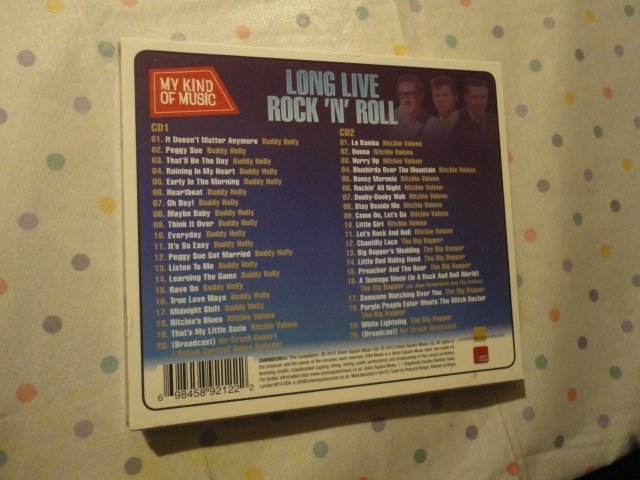 MY KIND
OF MUSIC
LONG LIVE
ROCK 'N' ROLL
CD1
01. It Doesn't Matter Anymore Buddy Holly
02. Peggy Sue Buddy Holly
03. That'll Be The Day Buddy Holly
04. Raining In My Heart Buddy Holly
05. Early In The Morning Buddy Holly
06. Heartbeat Buddy Holly
07. Oh Boy! Buddy Holly
08. Maybe Baby Buddy Holly
09. Think It Over Buddy Holly
10. Everyday Buddy Holly
11. It's So Easy Buddy Holly
12. Peggy Sue Got Married Buddy Holly
13. Listen To Me Buddy Holly
14. Learning The Game Buddy Holly
15. Rave On Buddy Holly
16. True Love Ways Buddy Holly
17. Midnight Shift Buddy Holly
18. Ritchie's Blues Ritchie Valens
19. That's My Little Suzie Ritchie Valens
20. (Broadcast) Air Crash Report
("Action Central" News Bulletin)
CD2
01. La Bamba Ritchie Valens
02. Donna Ritchie Valens
03. Hurry Up Ritchie Valens
04. Bluebirds Over The Mountain Ritchie Valens
05. Boney Moronie Ritchie Valens
06. Rockin' All Night Ritchie Valens
07. Dooby-Dooby Wah Ritchie Valens
08. Stay Beside Me Ritchie Valens
09. Come On, Let's Go Ritchie Valens
10. Little Girl Ritchie Valens
11. Let's Rock And Roll Ritchie Valens
12. Chantilly Lace The Big Bopper
13. Big Bopper's Wedding The Big Bopper
14. Little Red Riding Hood The Big Bopper
15. Preacher And The Bear The Big Bopper
16. A Teenage Moon (In A Rock And Roll World)
The Big Bopper
17. Someone Watching Over You The Big Bopper
18. Purple People Eater Meets The Witch Doctor
The Big Bopper
19. White Lightning The Big Bopper
20. (Broadcast) Air Crash Newscast
6 98458 92122 2